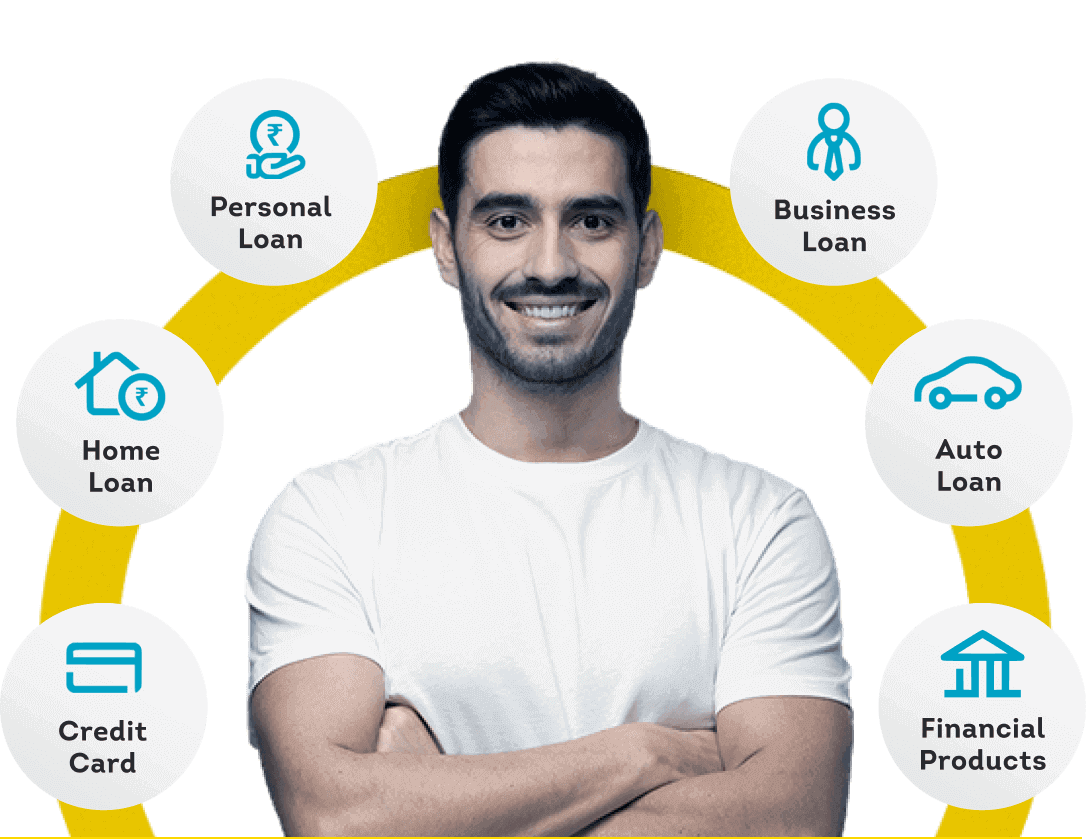 Personal
Loan
Business
Loan
₹
Home
Loan
₹
Auto
Loan
Credit
Card
Financial
Products